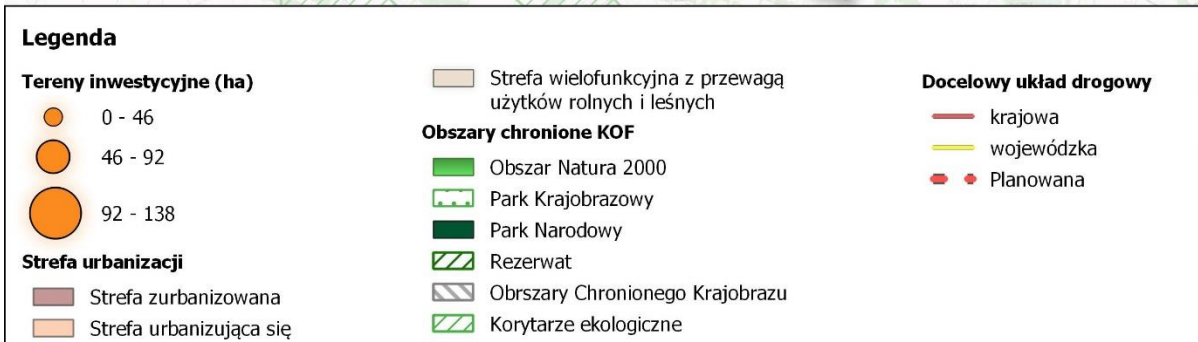 Legenda
Tereny inwestycyjne (ha)
0 - 46
46 - 92
92 - 138
Strefa urbanizacji
Strefa zurbanizowana
Strefa urbanizująca się
Strefa wielofunkcyjna z przewagą
użytków rolnych i leśnych
Obszary chronione KOF
Obszar Natura 2000
Park Krajobrazowy
Park Narodowy
Rezerwat
Obrszary Chronionego Krajobrazu
Korytarze ekologiczne
Docelowy układ drogowy
krajowa
wojewódzka
Planowana